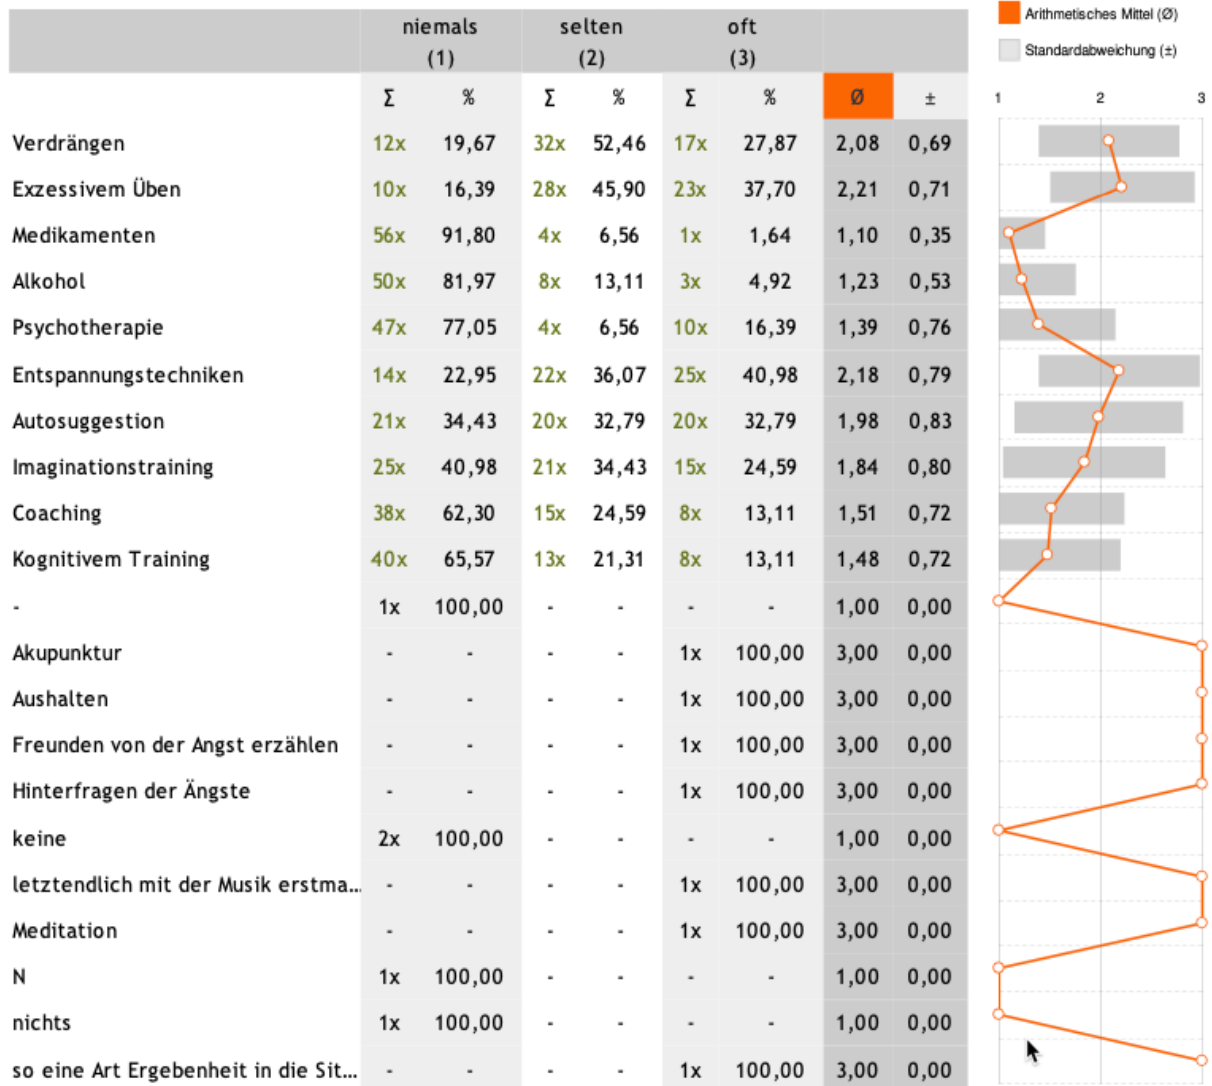 niemals selten oft Arithmetisches Mittel (Ø)
(1) (2) (3) Standardabweichung (±)
Σ % Σ % Σ % Ø ± 1 2 3
Verdrängen 12x 19,67 32x 52,46 17x 27,87 2,08 0,69
Exzessivem Üben 10x 16,39 28x 45,90 23x 37,70 2,21 0,71
Medikamenten 56x 91,80 4x 6,56 1x 1,64 1,10 0,35
Alkohol 50x 81,97 8x 13,11 3x 4,92 1,23 0,53
Psychotherapie 47x 77,05 4x 6,56 10x 16,39 1,39 0,76
Entspannungstechniken 14x 22,95 22x 36,07 25x 40,98 2,18 0,79
Autosuggestion 21x 34,43 20x 32,79 20x 32,79 1,98 0,83
Imaginationstraining 25x 40,98 21x 34,43 15x 24,59 1,84 0,80
Coaching 38x 62,30 15x 24,59 8x 13,11 1,51 0,72
Kognitivem Training 40x 65,57 13x 21,31 8x 13,11 1,48 0,72
- 1x 100,00 - - - - 1,00 0,00
Akupunktur - - - - 1x 100,00 3,00 0,00
Aushalten - - - - 1x 100,00 3,00 0,00
Freunden von der Angst erzählen - - - - 1x 100,00 3,00 0,00
Hinterfragen der Ängste - - - - 1x 100,00 3,00 0,00
keine 2x 100,00 - - - - 1,00 0,00
letztendlich mit der Musik erstma... - - - - 1x 100,00 3,00 0,00
Meditation - - - - 1x 100,00 3,00 0,00
N 1x 100,00 - - - - 1,00 0,00
nichts 1x 100,00 - - - - 1,00 0,00
so eine Art Ergebenheit in die Sit... - - - - 1x 100,00 3,00 0,00